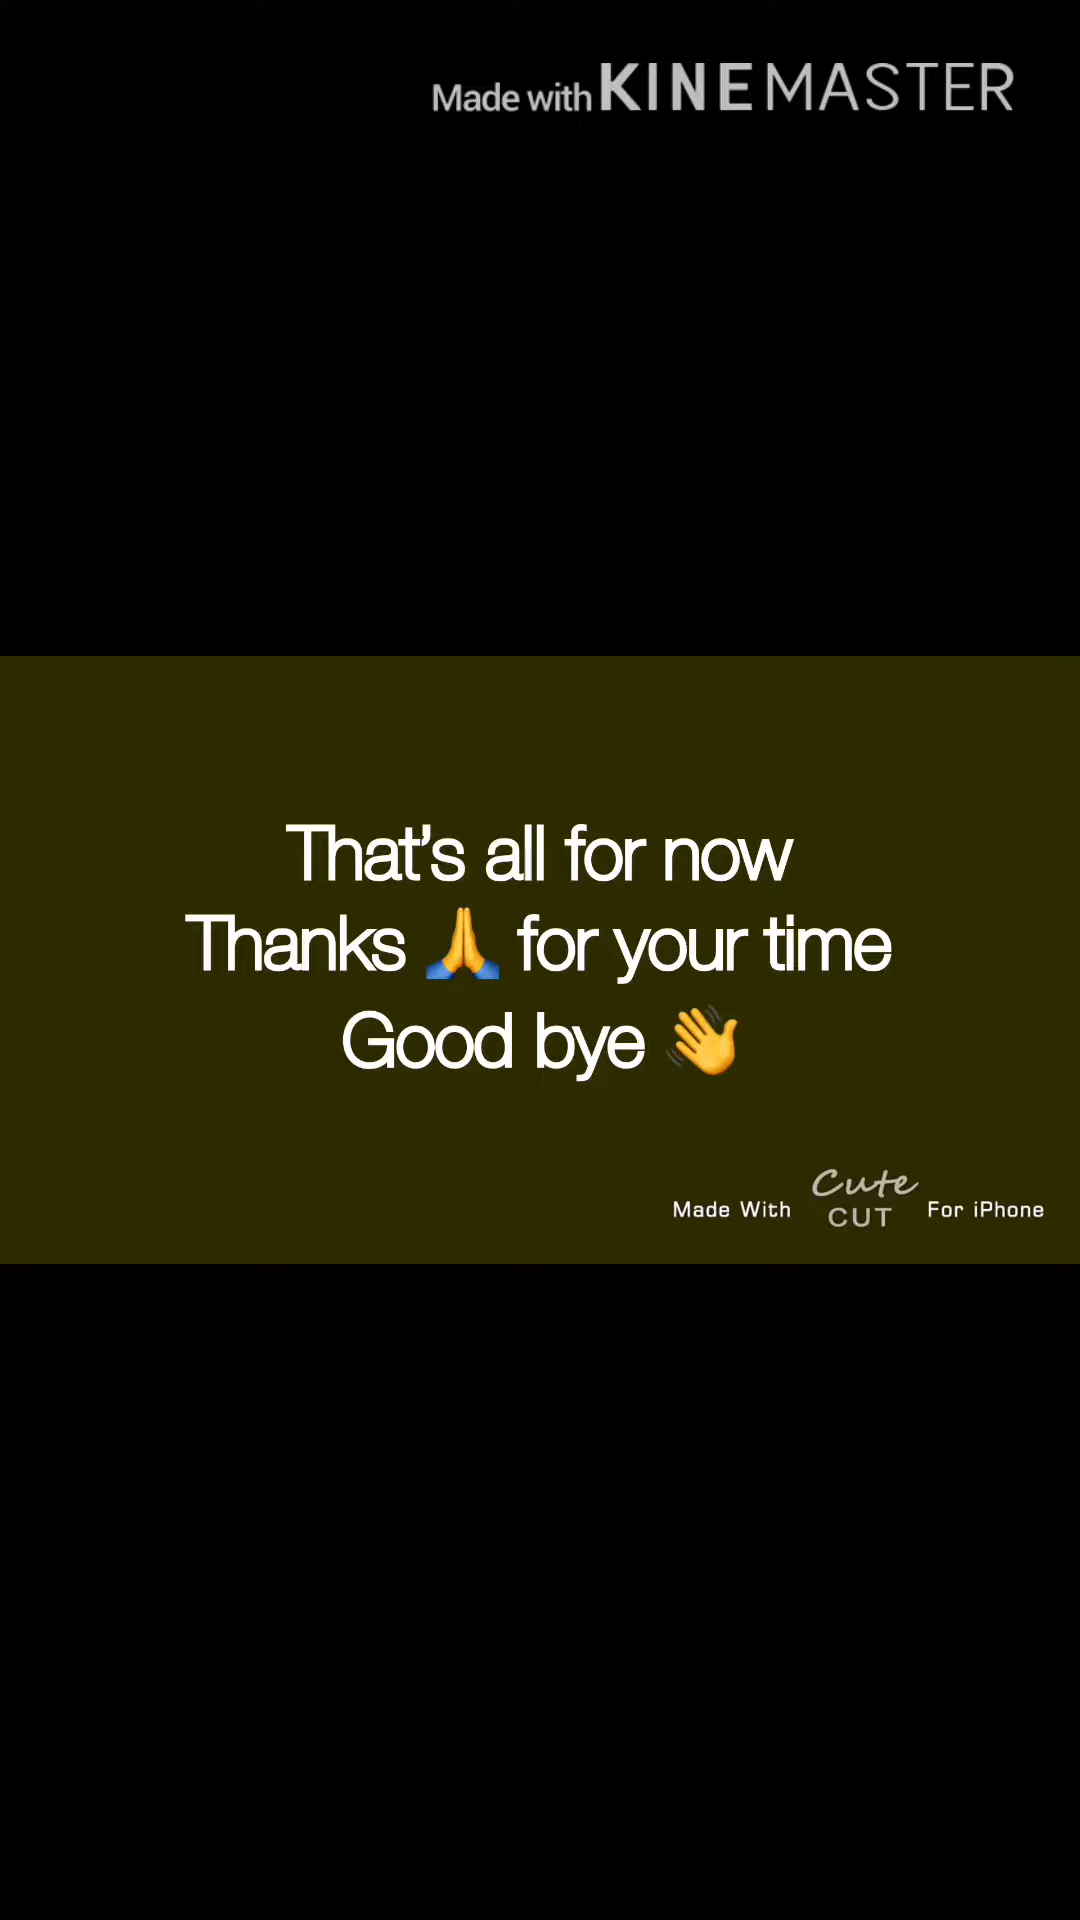 Made with KINEMASTER
That's all for now
Thanks 🙏 for your time
Good bye 👋
Made With Cute CUT For iPhone